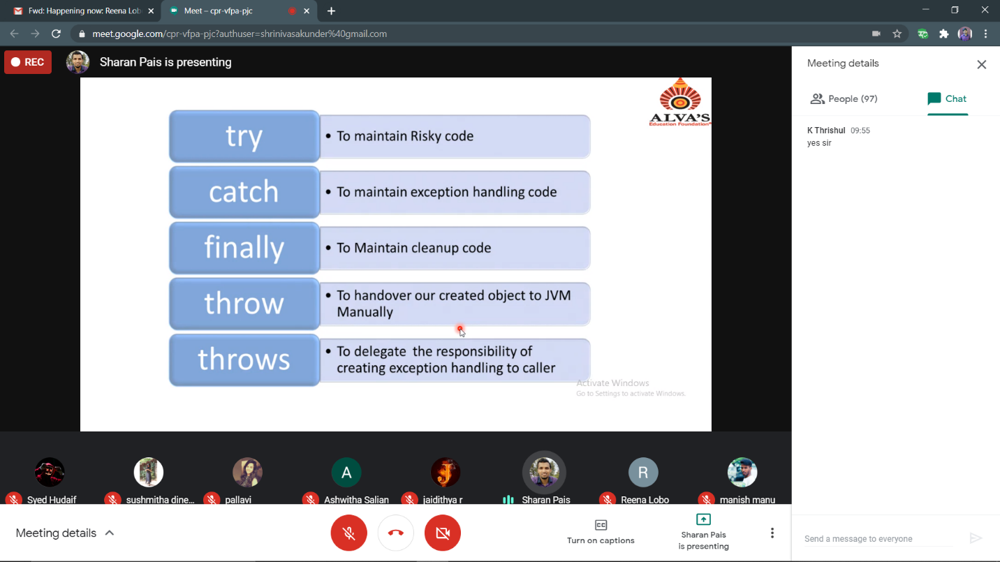 Fwd: Happening now: Reena Lob
Meet – cpr-vfpa-pjc
meet.google.com/cpr-vfpa-pjc?authuser=shrinivasakunder%40gmail.com
REC
Sharan Pais is presenting
ALVA'S
Education Foundation®
try
• To maintain Risky code
catch
• To maintain exception handling code
finally
• To Maintain cleanup code
throw
• To handover our created object to JVM
Manually
throws
• To delegate the responsibility of
creating exception handling to caller
Activate Windows
Go to Settings to activate Windows.
Meeting details
People (97)
Chat
K Thrishul 09:55
yes sir
A
J
R
Syed Hudaif
sushmitha dine...
pallavi
Ashwitha Salian
jaidithya r
Sharan Pais
Reena Lobo
manish manu
Meeting details
CC
Turn on captions
Sharan Pais
is presenting
Send a message to everyone